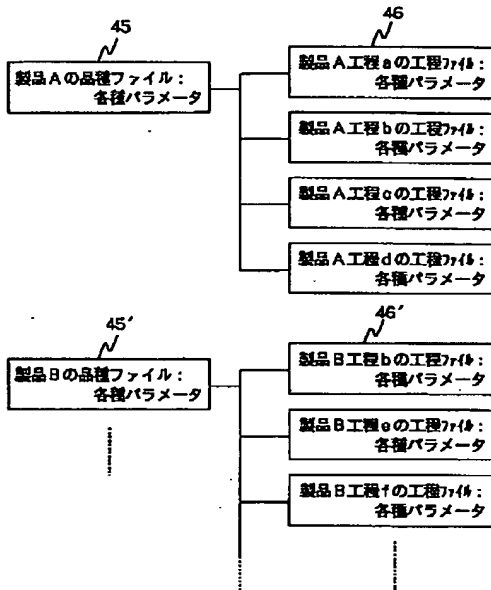 45
製品Aの品種ファイル：
各種パラメータ
46
製品A工程aの工程ファイル：
各種パラメータ
製品A工程bの工程ファイル：
各種パラメータ
製品A工程cの工程ファイル：
各種パラメータ
製品A工程dの工程ファイル：
各種パラメータ
45′
製品Bの品種ファイル：
各種パラメータ
46′
製品B工程bの工程ファイル：
各種パラメータ
製品B工程eの工程ファイル：
各種パラメータ
製品B工程fの工程ファイル：
各種パラメータ